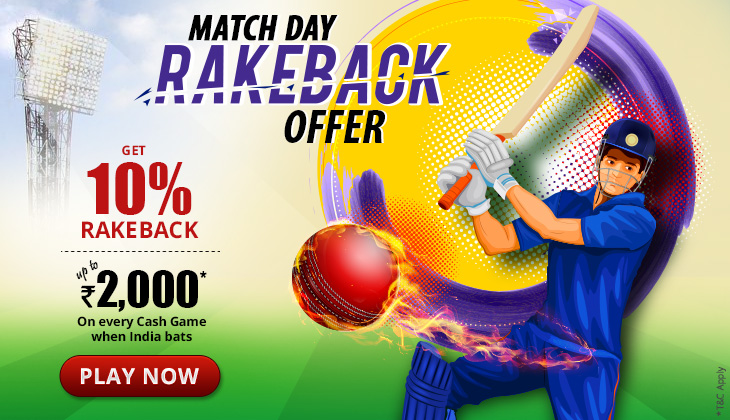 MATCH DAY
RAKEBACK
OFFER
GET
10%
RAKEBACK
up to
₹2,000*
On every Cash Game
when India bats
PLAY NOW
*T&C Apply